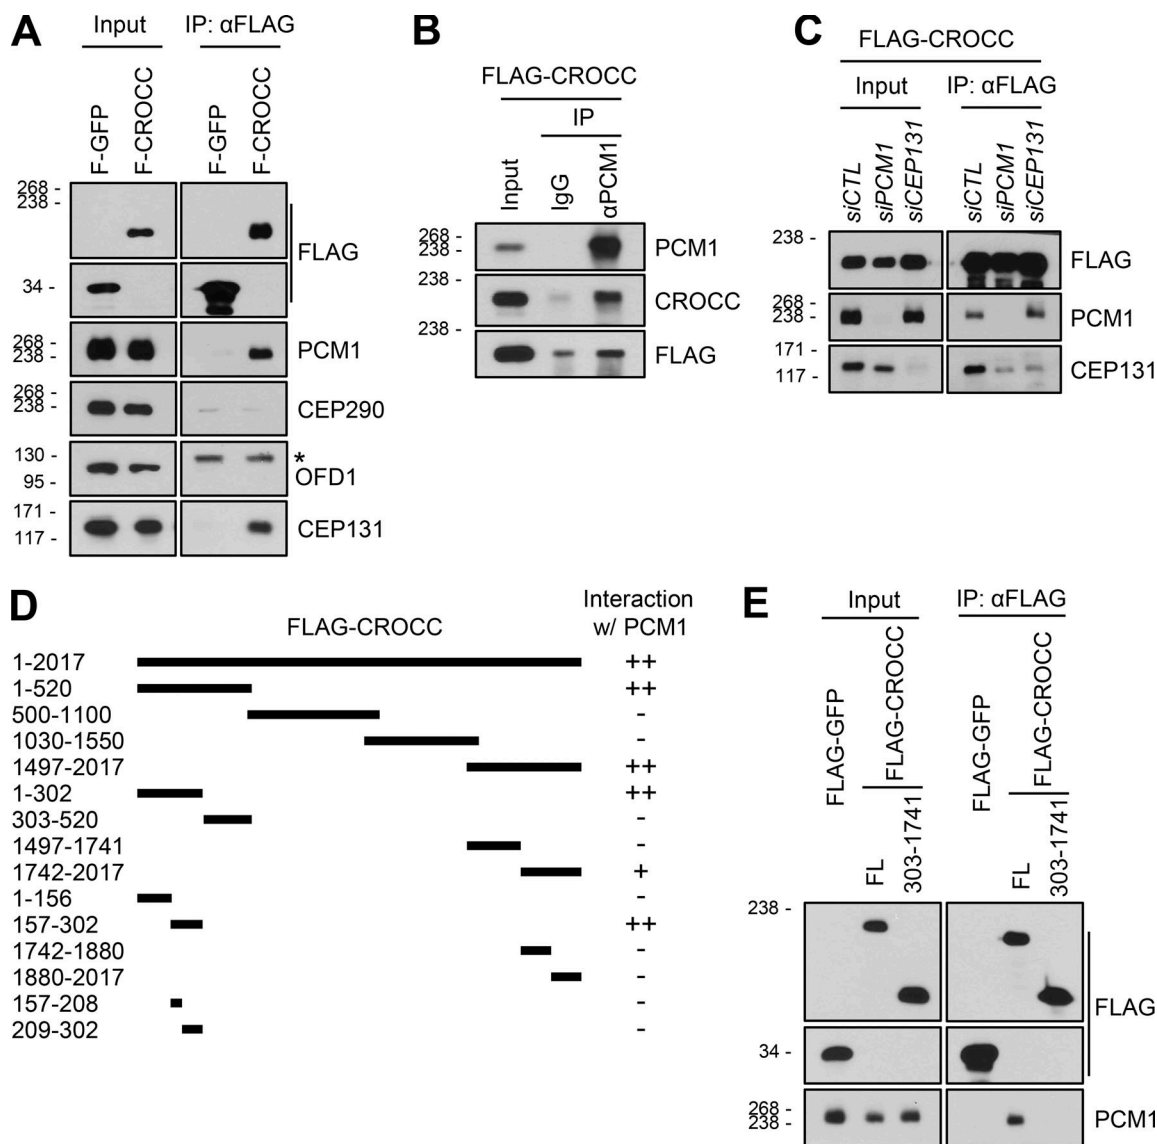 A
Input IP: αFLAG
F-GFP
F-CROCC
F-GFP
F-CROCC
268 -
238 -
FLAG
34 -
268 -
238 -
PCM1
268 -
238 -
CEP290
130 -
*
OFD1
95 -
171 -
CEP131
117 -
B
FLAG-CROCC
IP
Input
IgG
αPCM1
268 -
238 -
PCM1
CROCC
238 -
FLAG
C
FLAG-CROCC
Input IP: αFLAG
siCTL
siPCM1
siCEP131
siCTL
siPCM1
siCEP131
238 -
FLAG
268 -
238 -
PCM1
171 -
CEP131
117 -
D
FLAG-CROCC
Interaction
w/ PCM1
1-2017 ++
1-520 ++
500-1100 -
1030-1550 -
1497-2017 ++
1-302 ++
303-520 -
1497-1741 -
1742-2017 +
1-156 -
157-302 ++
1742-1880 -
1880-2017 -
157-208 -
209-302 -
E
Input IP: αFLAG
FLAG-GFP
FLAG-CROCC
FL
303-1741
FLAG-GFP
FLAG-CROCC
FL
303-1741
238 -
FLAG
34 -
268 -
238 -
PCM1